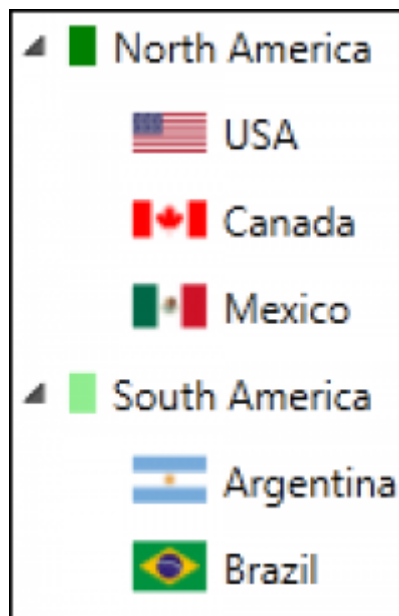 North America
USA
Canada
Mexico
South America
Argentina
Brazil